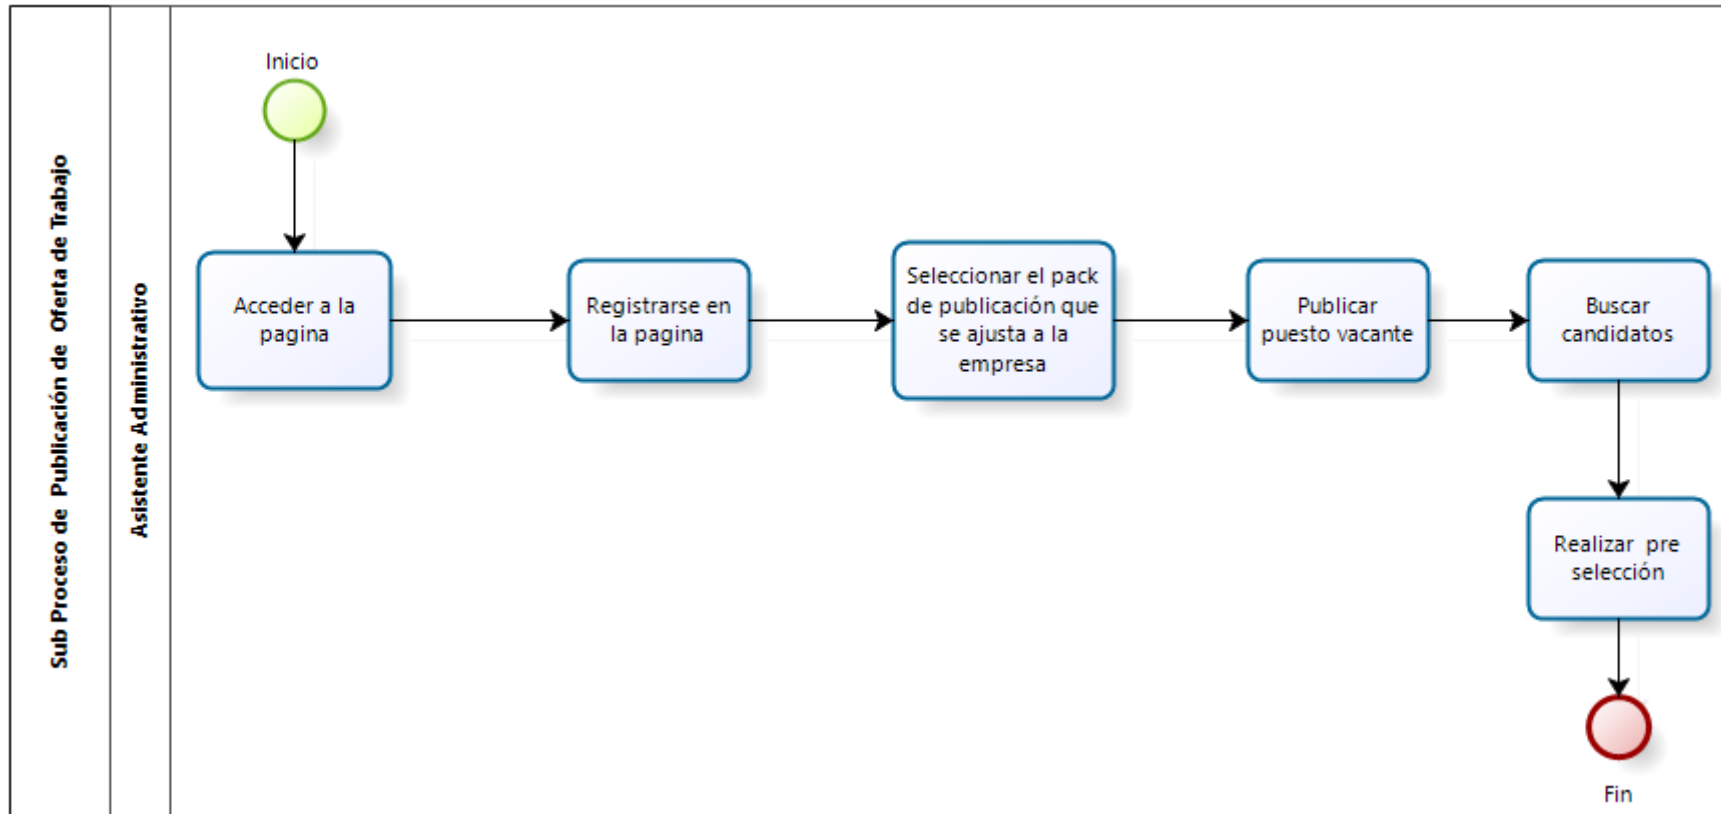 Sub Proceso de Publicación de Oferta de Trabajo
Asistente Administrativo
Inicio
Acceder a la
pagina
Registrarse en
la pagina
Seleccionar el pack
de publicación que
se ajusta a la
empresa
Publicar
puesto vacante
Buscar
candidatos
Realizar pre
selección
Fin